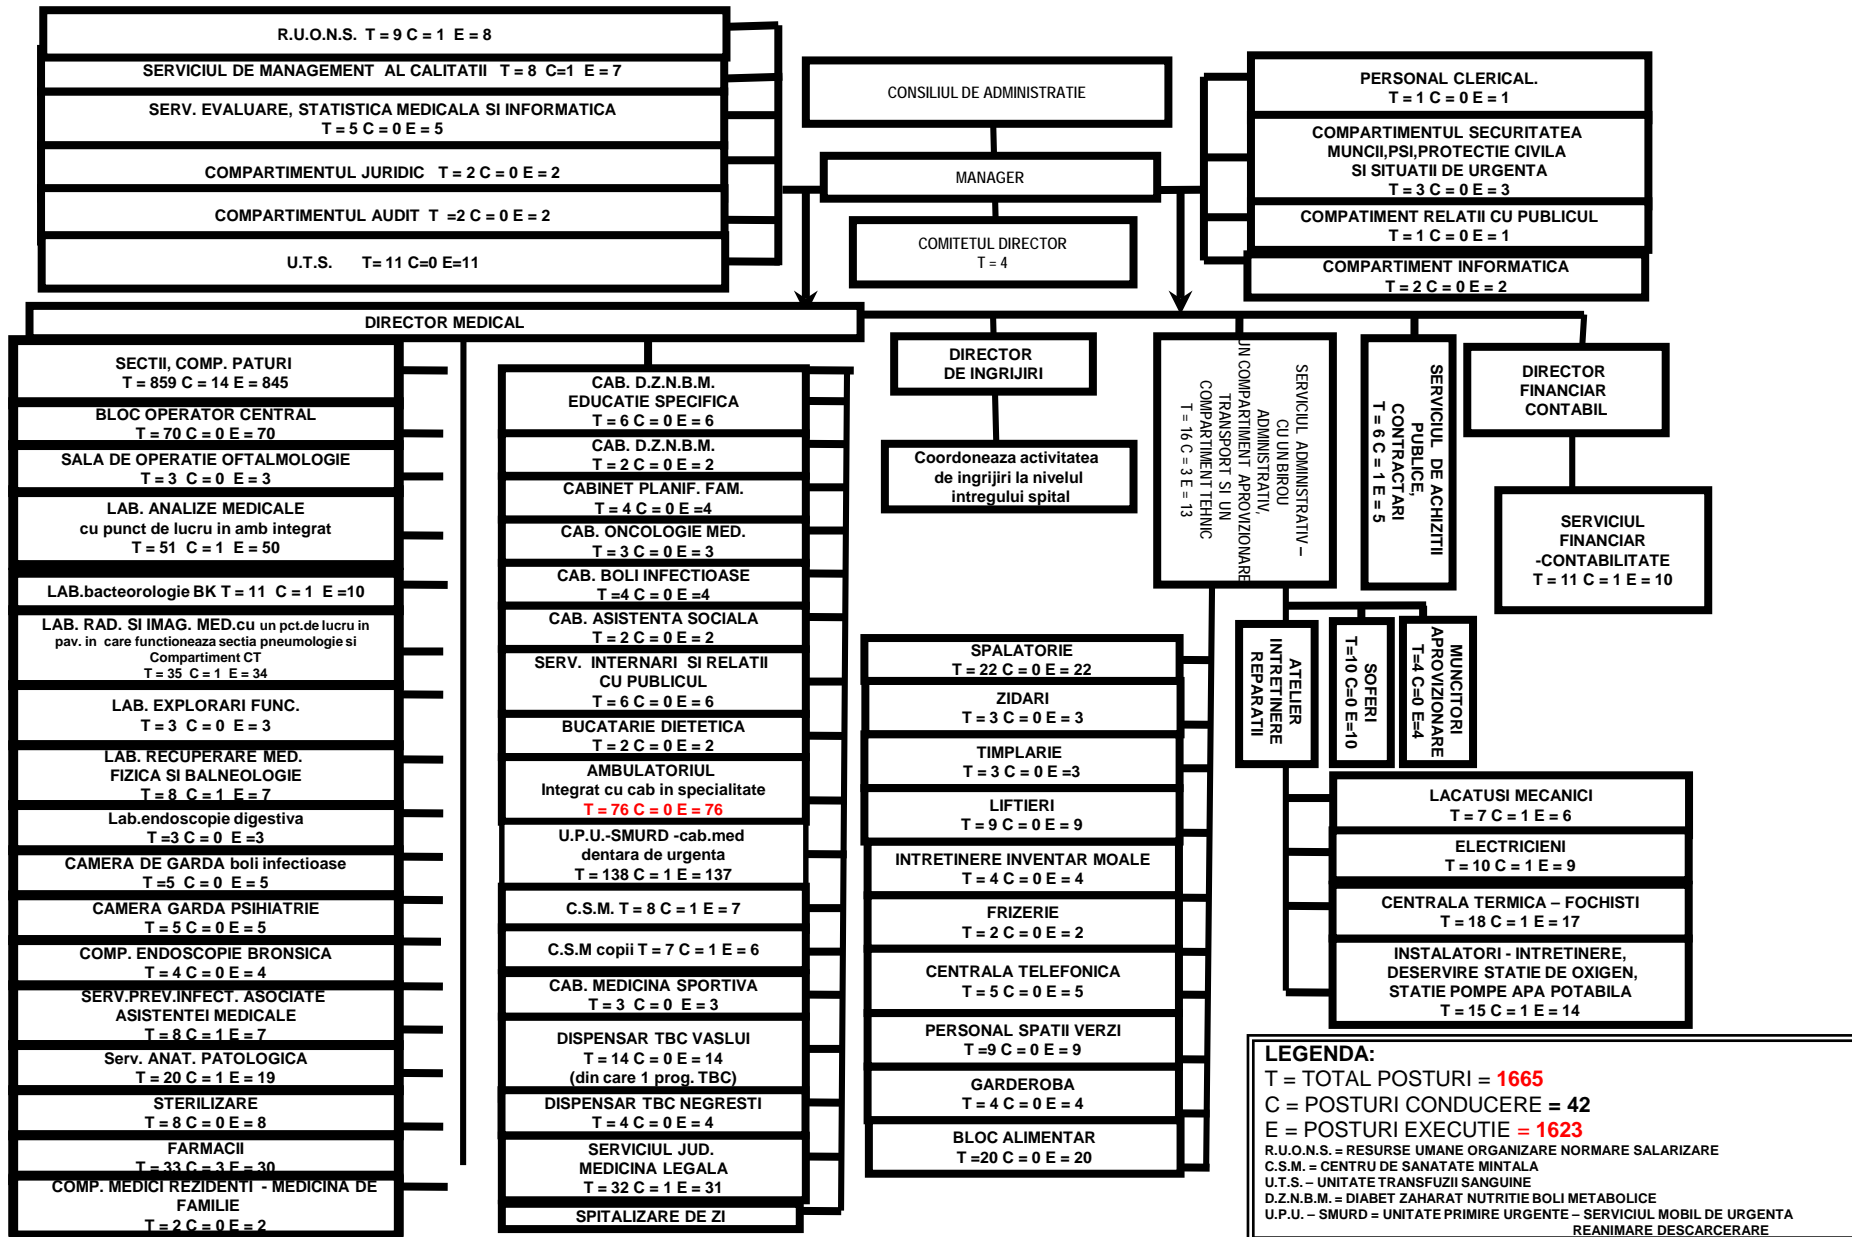 R.U.O.N.S. T = 9 C = 1 E = 8
SERVICIUL DE MANAGEMENT AL CALITATII T = 8 C=1 E = 7
SERV. EVALUARE, STATISTICA MEDICALA SI INFORMATICA
T = 5 C = 0 E = 5
COMPARTIMENTUL JURIDIC T = 2 C = 0 E = 2
COMPARTIMENTUL AUDIT T =2 C = 0 E = 2
U.T.S. T= 11 C=0 E=11
CONSILIUL DE ADMINISTRATIE
MANAGER
COMITETUL DIRECTOR
T = 4
PERSONAL CLERICAL.
T = 1 C = 0 E = 1
COMPARTIMENTUL SECURITATEA
MUNCII,PSI,PROTECTIE CIVILA
SI SITUATII DE URGENTA
T = 3 C = 0 E = 3
COMPATIMENT RELATII CU PUBLICUL
T = 1 C = 0 E = 1
COMPARTIMENT INFORMATICA
T = 2 C = 0 E = 2
DIRECTOR MEDICAL
SECTII, COMP. PATURI
T = 859 C = 14 E = 845
BLOC OPERATOR CENTRAL
T = 70 C = 0 E = 70
SALA DE OPERATIE OFTALMOLOGIE
T = 3 C = 0 E = 3
LAB. ANALIZE MEDICALE
cu punct de lucru in amb integrat
T = 51 C = 1 E = 50
LAB.bacteorologie BK T = 11 C = 1 E =10
LAB. RAD. SI IMAG. MED.cu un pct.de lucru in
pav. in care functioneaza sectia pneumologie si
Compartiment CT
T = 35 C = 1 E = 34
LAB. EXPLORARI FUNC.
T = 3 C = 0 E = 3
LAB. RECUPERARE MED.
FIZICA SI BALNEOLOGIE
T = 8 C = 1 E = 7
Lab.endoscopie digestiva
T =3 C = 0 E =3
CAMERA DE GARDA boli infectioase
T =5 C = 0 E = 5
CAMERA GARDA PSIHIATRIE
T = 5 C = 0 E = 5
COMP. ENDOSCOPIE BRONSICA
T = 4 C = 0 E = 4
SERV.PREV.INFECT. ASOCIATE
ASISTENTEI MEDICALE
T = 8 C = 1 E = 7
Serv. ANAT. PATOLOGICA
T = 20 C = 1 E = 19
STERILIZARE
T = 8 C = 0 E = 8
FARMACII
T = 33 C = 3 E = 30
COMP. MEDICI REZIDENTI - MEDICINA DE
FAMILIE
T = 2 C = 0 E = 2
CAB. D.Z.N.B.M.
EDUCATIE SPECIFICA
T = 6 C = 0 E = 6
CAB. D.Z.N.B.M.
T = 2 C = 0 E = 2
CABINET PLANIF. FAM.
T = 4 C = 0 E =4
CAB. ONCOLOGIE MED.
T = 3 C = 0 E = 3
CAB. BOLI INFECTIOASE
T =4 C = 0 E =4
CAB. ASISTENTA SOCIALA
T = 2 C = 0 E = 2
SERV. INTERNARI SI RELATII
CU PUBLICUL
T = 6 C = 0 E = 6
BUCATARIE DIETETICA
T = 2 C = 0 E = 2
AMBULATORIUL
Integrat cu cab in specialitate
T = 76 C = 0 E = 76
U.P.U.-SMURD -cab.med
dentara de urgenta
T = 138 C = 1 E = 137
C.S.M. T = 8 C = 1 E = 7
C.S.M copii T = 7 C = 1 E = 6
CAB. MEDICINA SPORTIVA
T = 3 C = 0 E = 3
DISPENSAR TBC VASLUI
T = 14 C = 0 E = 14
(din care 1 prog. TBC)
DISPENSAR TBC NEGRESTI
T = 4 C = 0 E = 4
SERVICIUL JUD.
MEDICINA LEGALA
T = 32 C = 1 E = 31
SPITALIZARE DE ZI
DIRECTOR
DE INGRIJIRI
Coordoneaza activitatea
de ingrijiri la nivelul
intregului spital
SERVICIUL ADMINISTRATIV –
CU UN BIROU
ADMINISTRATIV,
UN COMPARTIMENT APROVIZIONARE
TRANSPORT SI UN
COMPARTIMENT TEHNIC
T = 16 C = 3 E = 13
SERVICIUL DE ACHIZITII
PUBLICE,
CONTRACTARI
T = 6 C = 1 E = 5
DIRECTOR
FINANCIAR
CONTABIL
SERVICIUL
FINANCIAR
-CONTABILITATE
T = 11 C = 1 E = 10
SPALATORIE
T = 22 C = 0 E = 22
ZIDARI
T = 3 C = 0 E = 3
TIMPLARIE
T = 3 C = 0 E =3
LIFTIERI
T = 9 C = 0 E = 9
INTRETINERE INVENTAR MOALE
T = 4 C = 0 E = 4
FRIZERIE
T = 2 C = 0 E = 2
CENTRALA TELEFONICA
T = 5 C = 0 E = 5
PERSONAL SPATII VERZI
T =9 C = 0 E = 9
GARDEROBA
T = 4 C = 0 E = 4
BLOC ALIMENTAR
T =20 C = 0 E = 20
ATELIER
INTRETINERE
REPARATII
SOFERI
T=10 C=0 E=10
MUNCITORI
APROVIZIONARE
T=4 C=0 E=4
LACATUSI MECANICI
T = 7 C = 1 E = 6
ELECTRICIENI
T = 10 C = 1 E = 9
CENTRALA TERMICA – FOCHISTI
T = 18 C = 1 E = 17
INSTALATORI - INTRETINERE,
DESERVIRE STATIE DE OXIGEN,
STATIE POMPE APA POTABILA
T = 15 C = 1 E = 14
LEGENDA:
T = TOTAL POSTURI = 1665
C = POSTURI CONDUCERE = 42
E = POSTURI EXECUTIE = 1623
R.U.O.N.S. = RESURSE UMANE ORGANIZARE NORMARE SALARIZARE
C.S.M. = CENTRU DE SANATATE MINTALA
U.T.S. – UNITATE TRANSFUZII SANGUINE
D.Z.N.B.M. = DIABET ZAHARAT NUTRITIE BOLI METABOLICE
U.P.U. – SMURD = UNITATE PRIMIRE URGENTE – SERVICIUL MOBIL DE URGENTA
REANIMARE DESCARCERARE